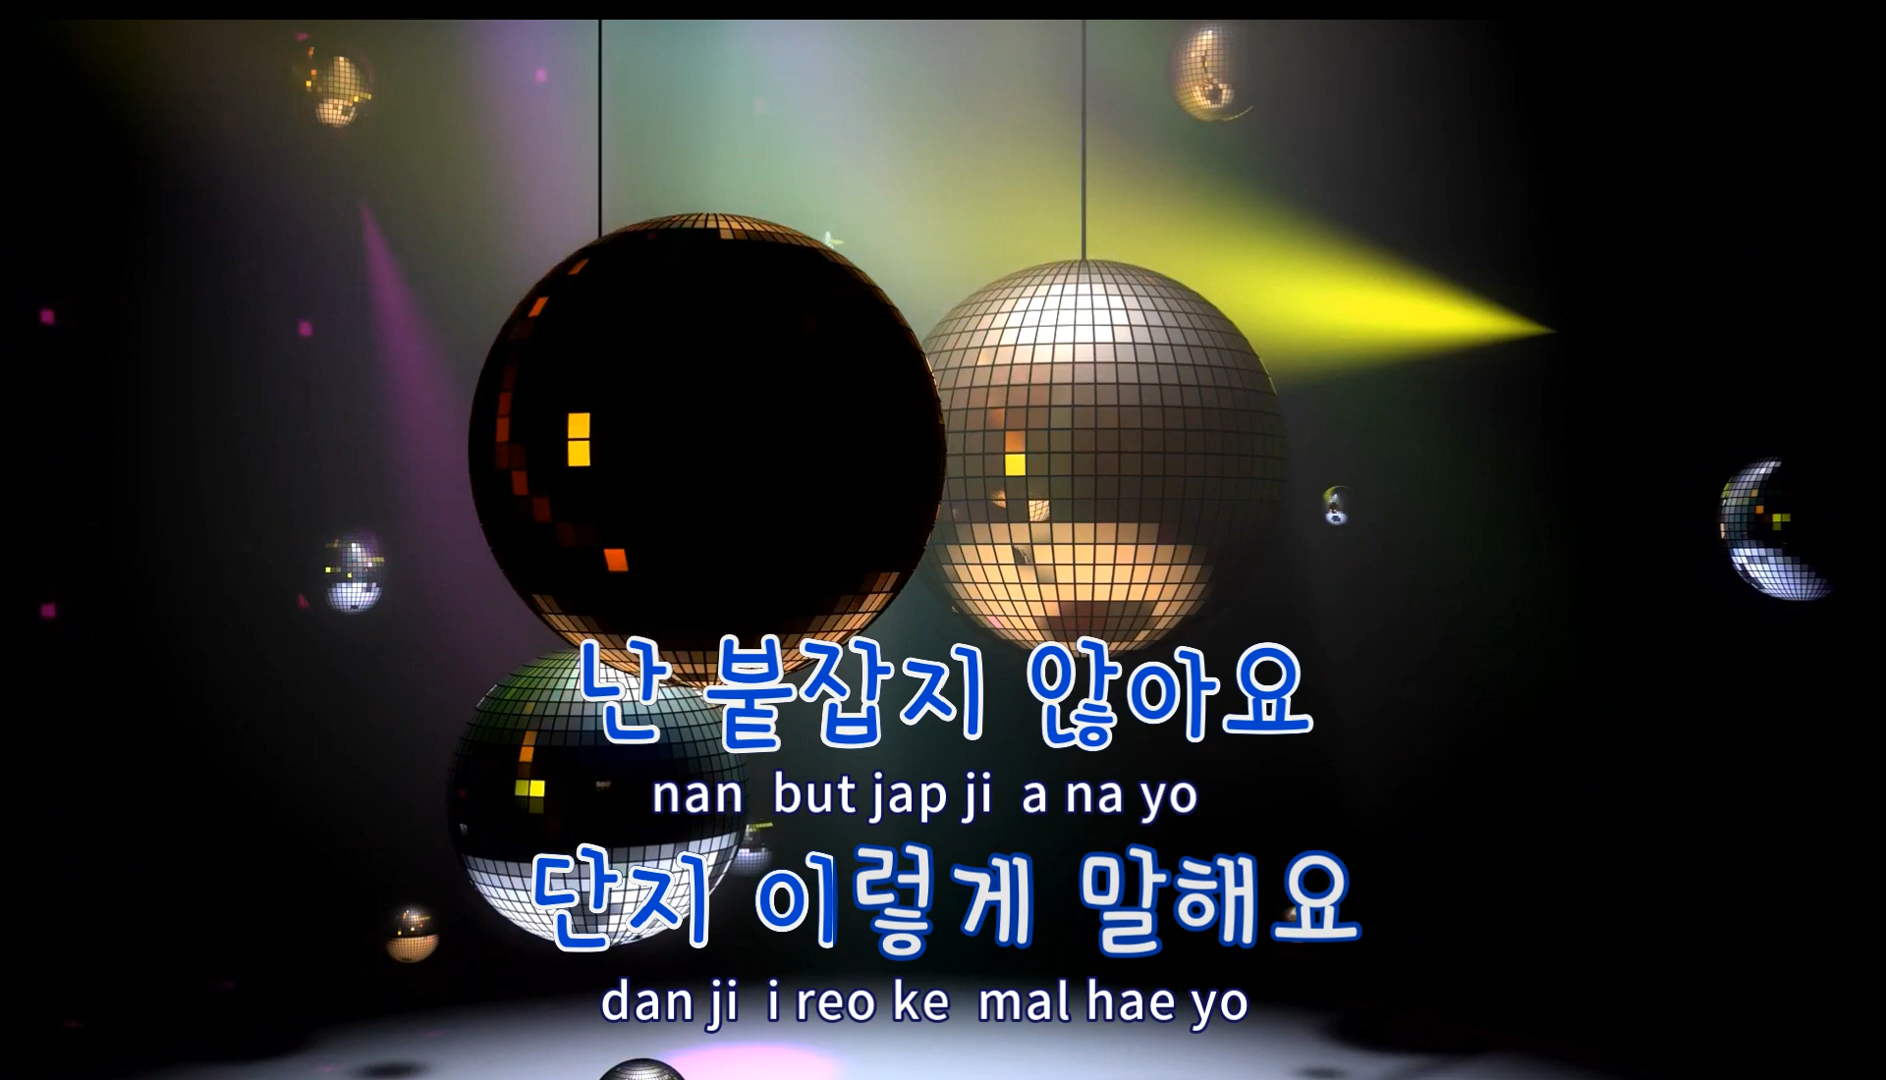 난 붙잡지 않아요
nan but jap ji a na yo
단지 이렇게 말해요
dan ji i reo ke mal hae yo